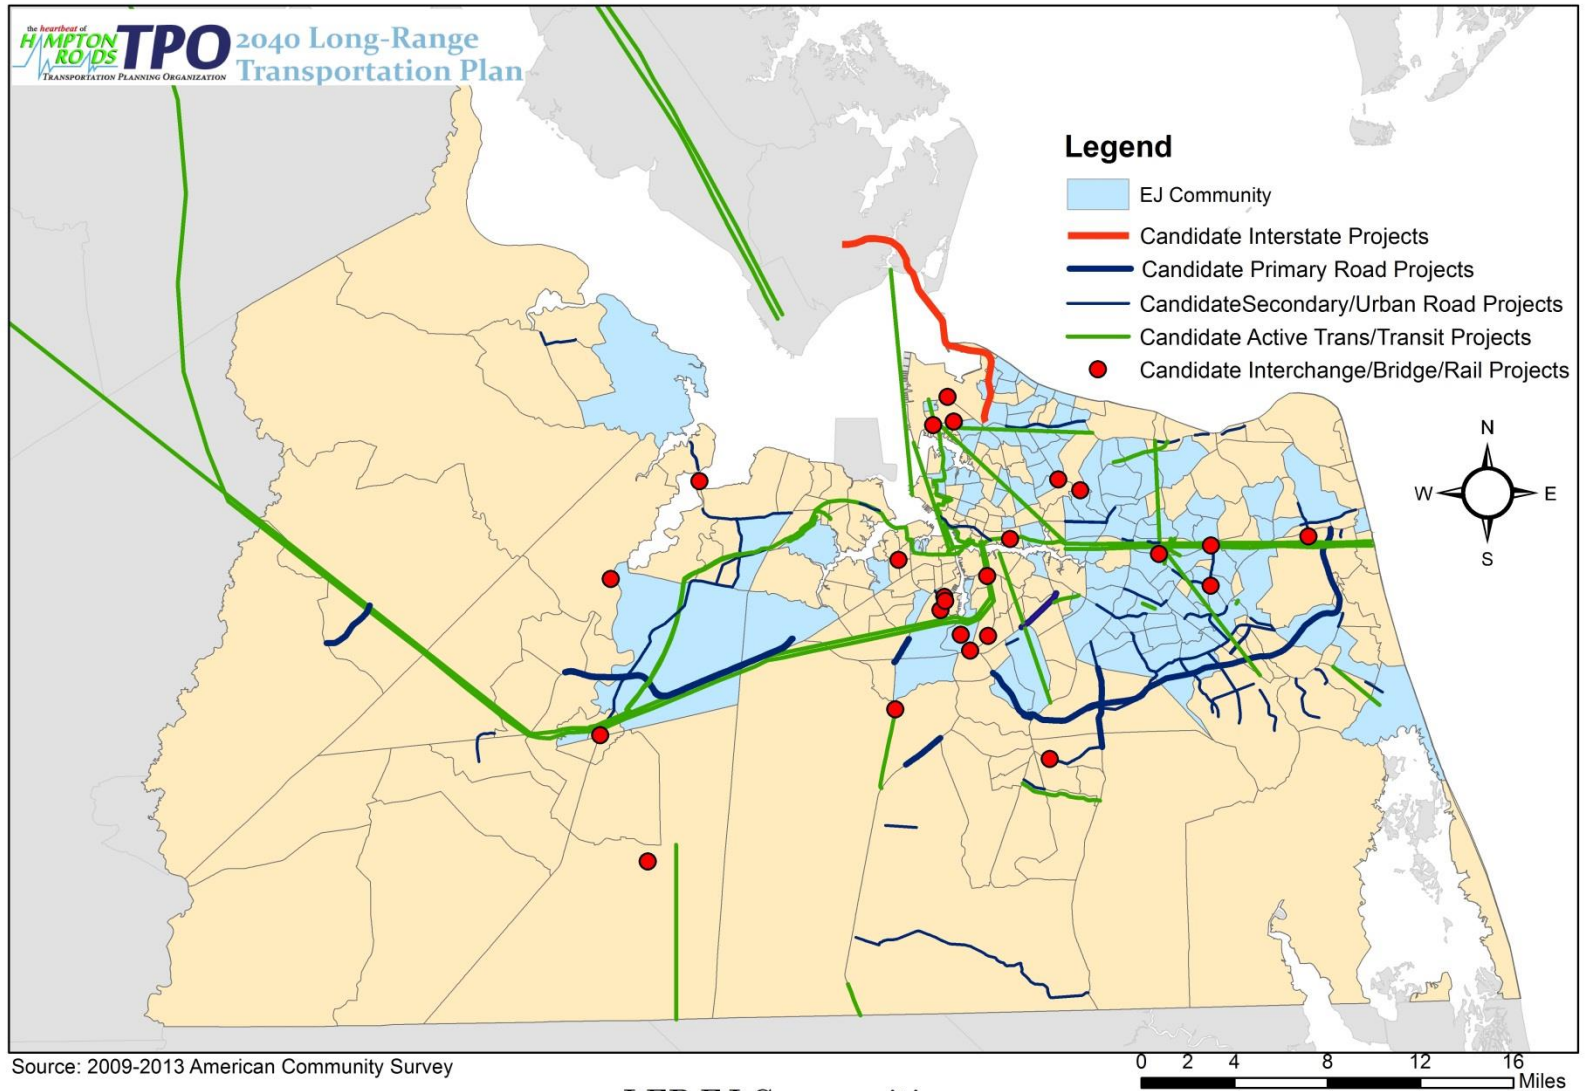 the heartbeat of
HAMPTON
ROADS
TPO
TRANSPORTATION PLANNING ORGANIZATION
2040 Long-Range
Transportation Plan
Legend
EJ Community
Candidate Interstate Projects
Candidate Primary Road Projects
CandidateSecondary/Urban Road Projects
Candidate Active Trans/Transit Projects
Candidate Interchange/Bridge/Rail Projects
N
W E
S
Source: 2009-2013 American Community Survey
0 2 4 8 12 16
Miles